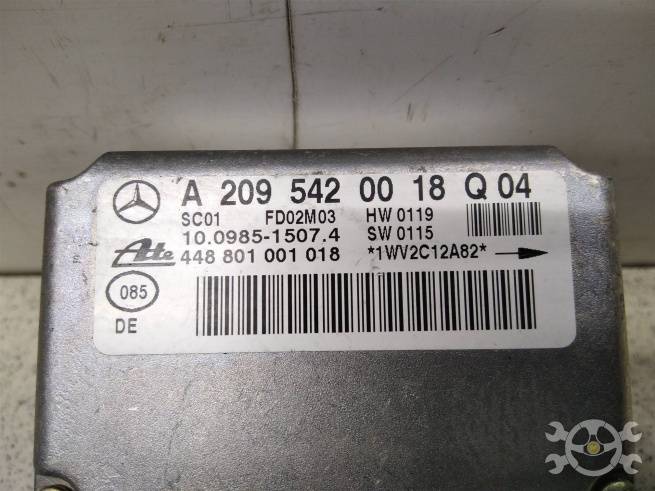 A 209 542 00 18 Q 04
SC01 FD02M03 HW 0119
10.0985-1507.4 SW 0115
Ate 448 801 001 018 *1WV2C12A82*
085
DE